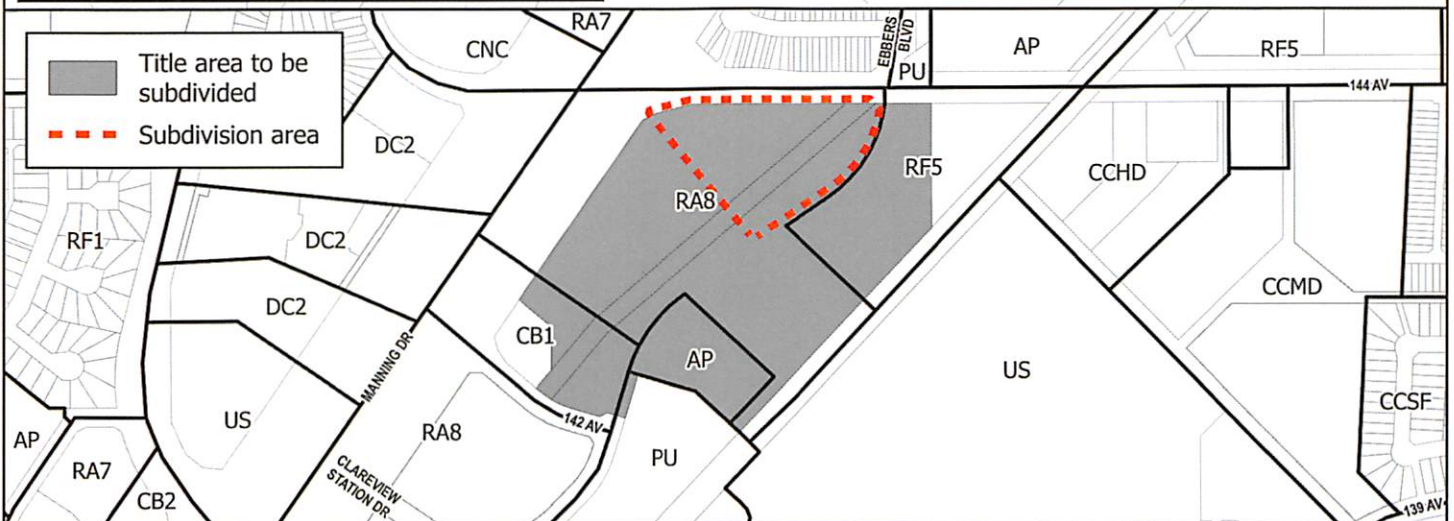 RA7
CNC
EBBERS
BLVD
AP
RF5
PU
144 AV
Title area to be
subdivided
Subdivision area
DC2
RF5
CCHD
RA8
RF1
DC2
DC2
CCMD
CB1
MANNING DR
AP
US
CCSF
US
142 AV
RA8
AP
PU
RA7
CLAREVIEW
STATION DR
CB2
139 AV